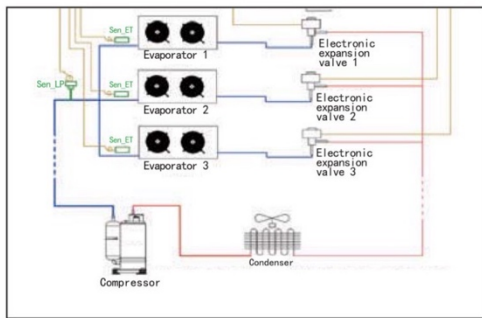 Sen_ET
Evaporator 1
Electronic
expansion
valve 1
Sen_LP
Sen_ET
Evaporator 2
Electronic
expansion
valve 2
Sen_ET
Evaporator 3
Electronic
expansion
valve 3
Compressor
Condenser